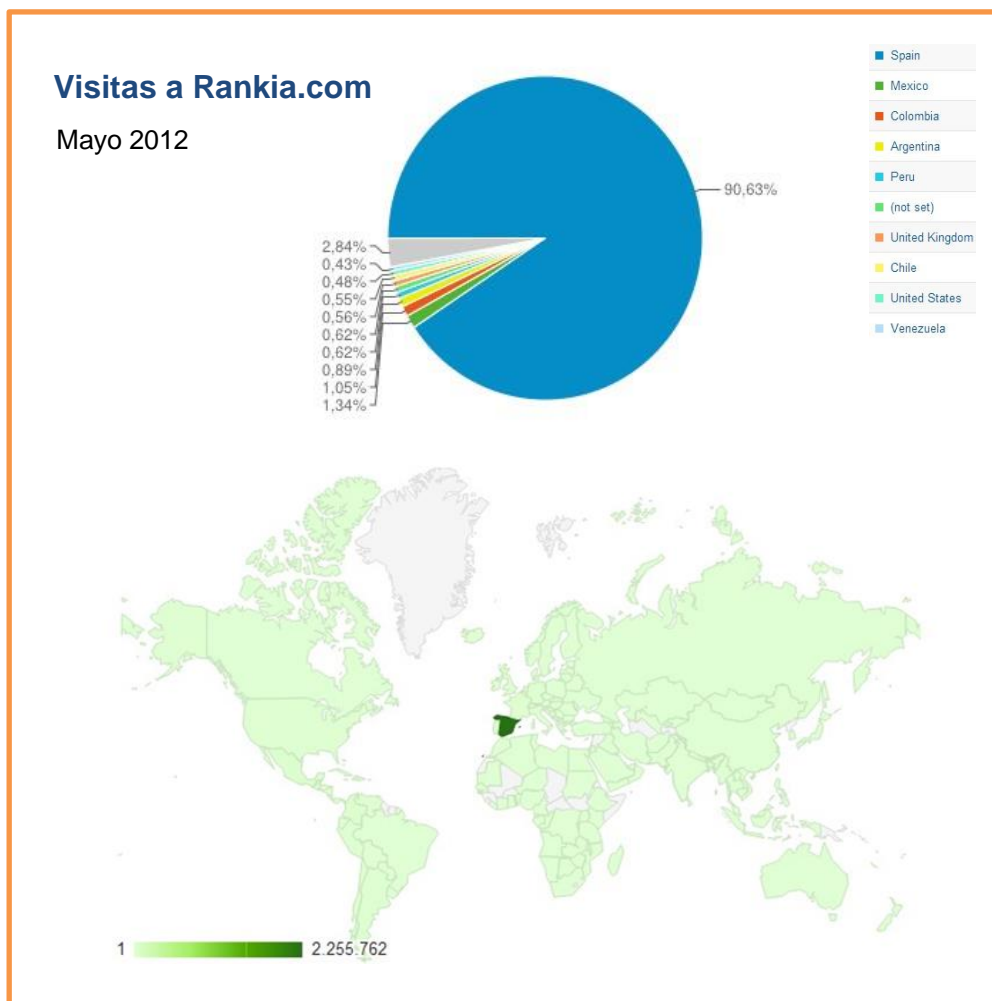 Visitas a Rankia.com
Mayo 2012
90,63%
2,84%
0,43%
0,48%
0,55%
0,56%
0,62%
0,62%
0,89%
1,05%
1,34%
Spain
Mexico
Colombia
Argentina
Peru
(not set)
United Kingdom
Chile
United States
Venezuela
1 2.255.762